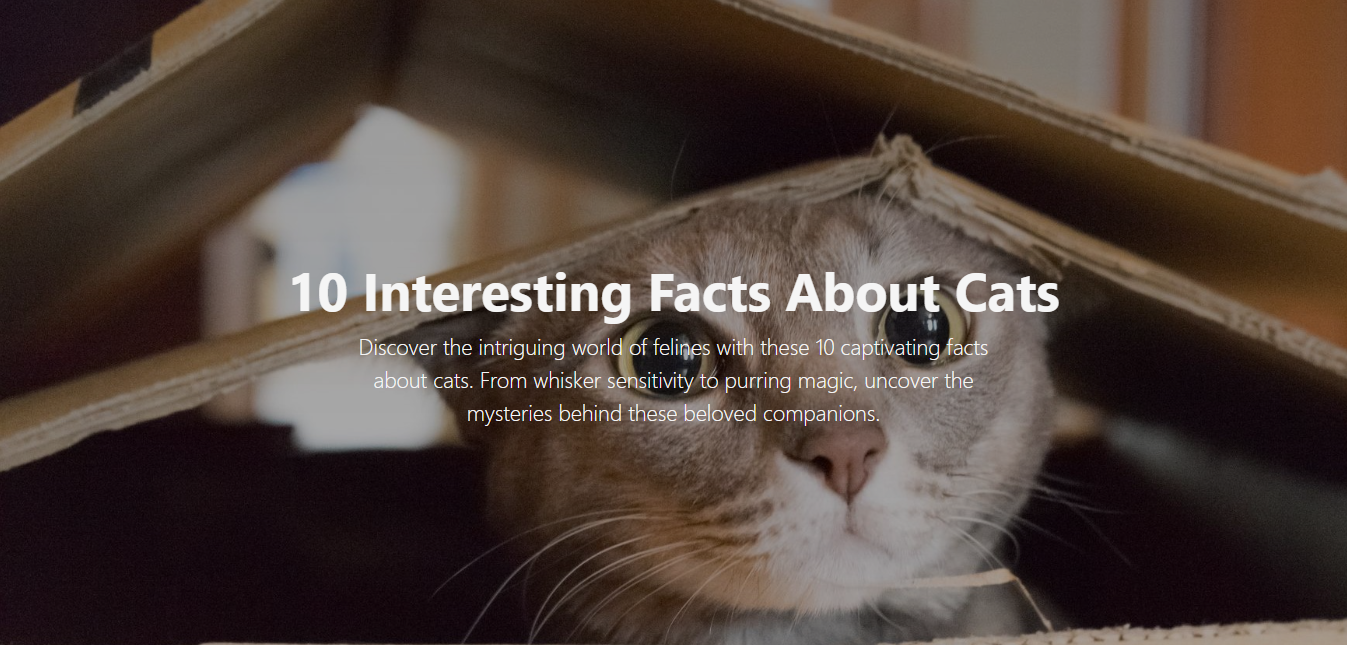 10 Interesting Facts About Cats
Discover the intriguing world of felines with these 10 captivating facts
about cats. From whisker sensitivity to purring magic, uncover the
mysteries behind these beloved companions.